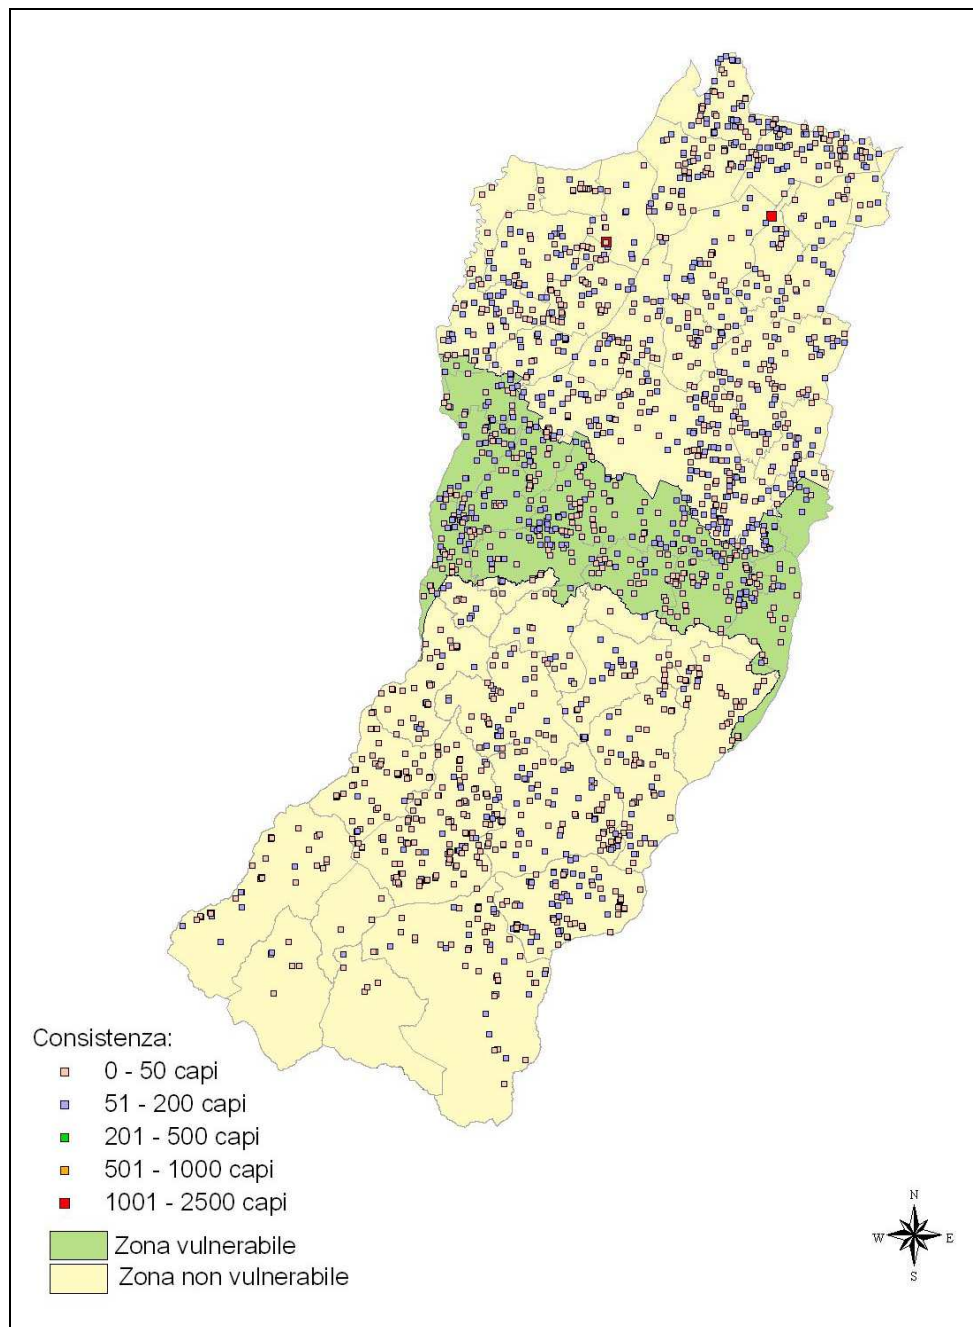 Consistenza:
0 - 50 capi
51 - 200 capi
201 - 500 capi
501 - 1000 capi
1001 - 2500 capi
Zona vulnerabile
Zona non vulnerabile
N
W E
S